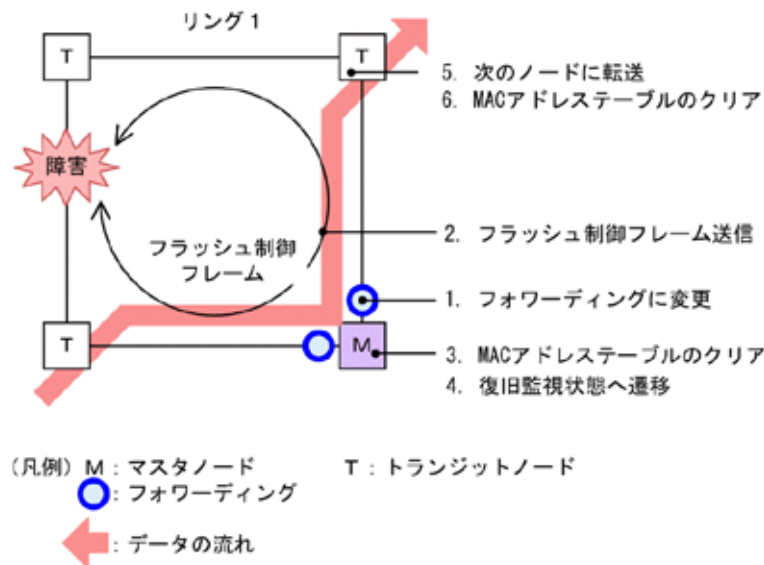 リング1
T
T
5. 次のノードに転送
6. MACアドレステーブルのクリア
障害
フラッシュ制御
フレーム
2. フラッシュ制御フレーム送信
1. フォワーディングに変更
T
M
3. MACアドレステーブルのクリア
4. 復旧監視状態へ遷移
(凡例) M:マスタノード T:トランジットノード
:フォワーディング
:データの流れ